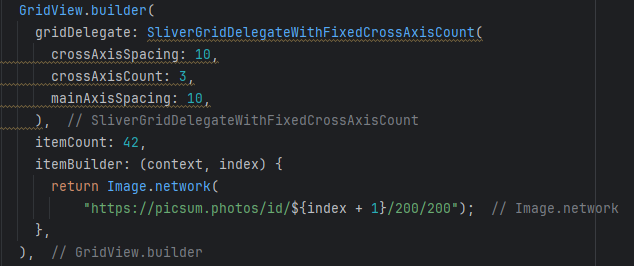 GridView.builder(
gridDelegate: SliverGridDelegateWithFixedCrossAxisCount(
crossAxisSpacing: 10,
crossAxisCount: 3,
mainAxisSpacing: 10,
), // SliverGridDelegateWithFixedCrossAxisCount
itemCount: 42,
itemBuilder: (context, index) {
return Image.network(
"https://picsum.photos/id/${index + 1}/200/200"); // Image.network
},
), // GridView.builder